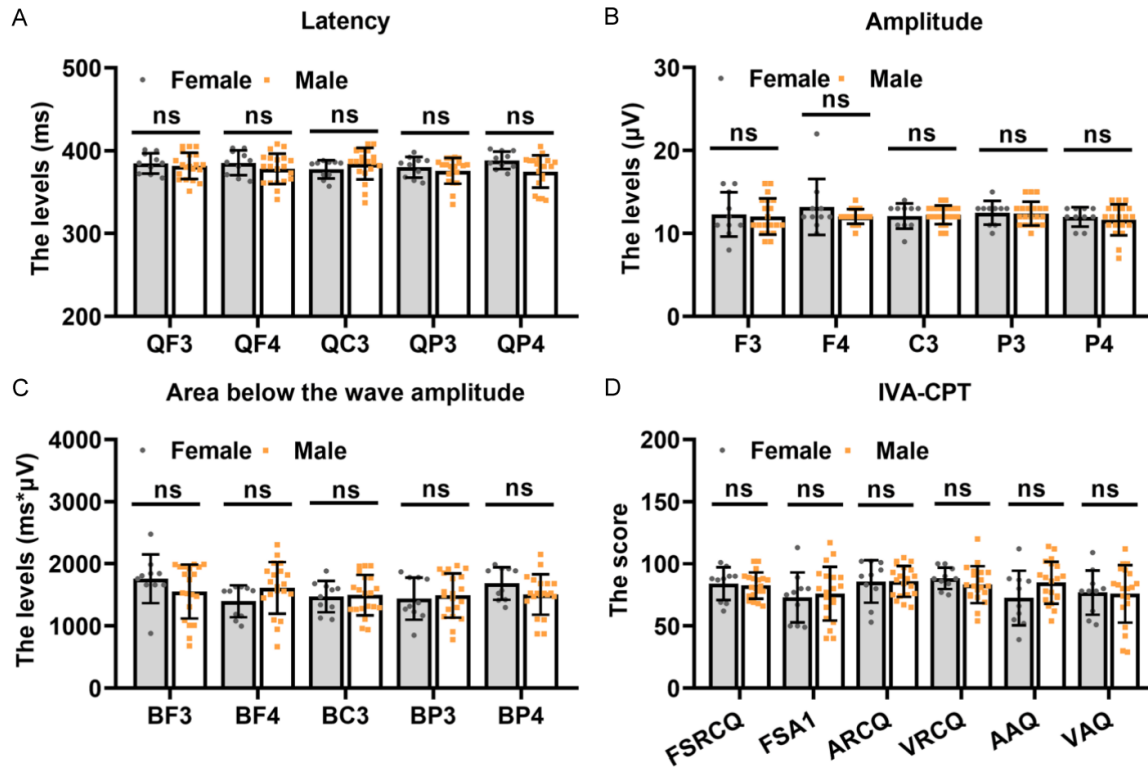 A
Latency
The levels (ms)
500
400
300
200
Female Male
ns ns ns ns ns
QF3 QF4 QC3 QP3 QP4
B
Amplitude
The levels (μV)
30
20
10
0
Female Male
ns ns ns ns ns
F3 F4 C3 P3 P4
C
Area below the wave amplitude
The levels (ms*μV)
4000
3000
2000
1000
0
Female Male
ns ns ns ns ns
BF3 BF4 BC3 BP3 BP4
D
IVA-CPT
The score
200
150
100
50
0
Female Male
ns ns ns ns ns ns
FSRCQ FSA1 ARCQ VRCQ AAQ VAQ